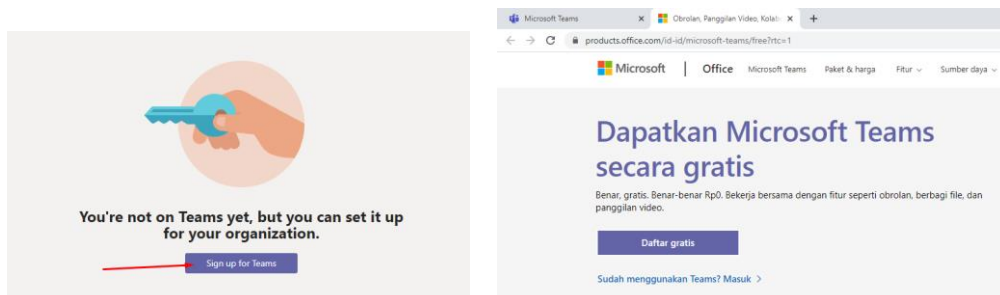 You're not on Teams yet, but you can set it up
for your organization.
Sign up for Teams
Microsoft Teams
Obrolan, Panggilan Video, Kolab
products.office.com/id-id/microsoft-teams/free?rtc=1
Microsoft | Office Microsoft Teams Paket & harga Fitur Sumber daya
Dapatkan Microsoft Teams
secara gratis
Benar, gratis. Benar-benar Rp0. Bekerja bersama dengan fitur seperti obrolan, berbagi file, dan
panggilan video.
Daftar gratis
Sudah menggunakan Teams? Masuk >